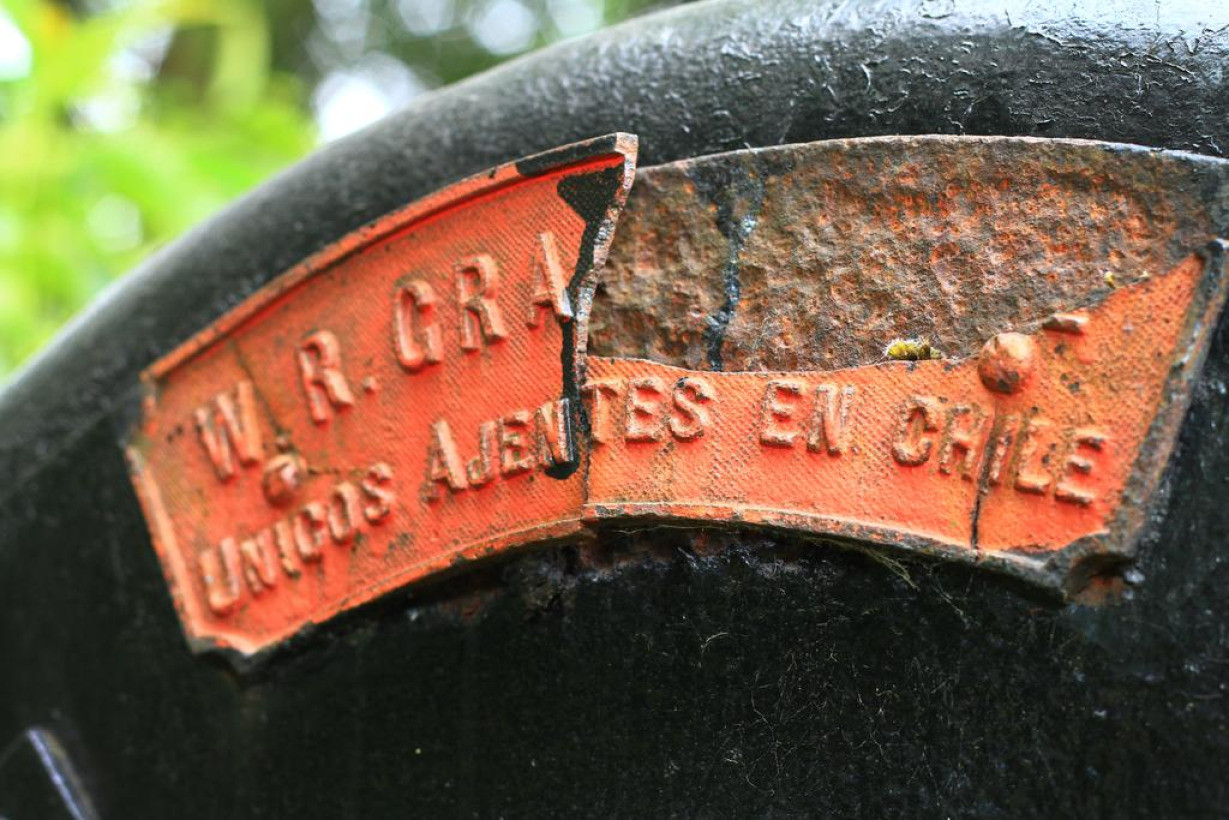 W. R. GRA
UNICOS AJENTES EN CHILE